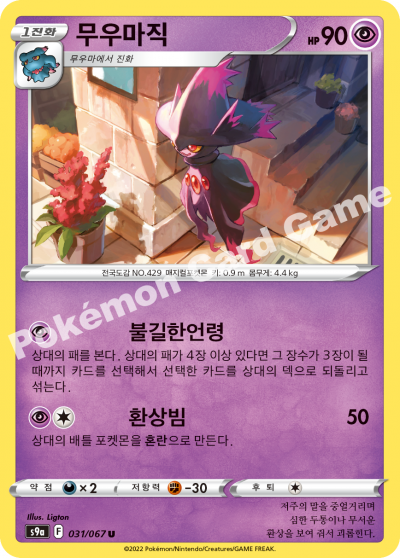 1진화
무우마직
HP 90
무우마에서 진화
전국도감 NO.429 매지컬포켓몬 키: 0.9 m 몸무게: 4.4 kg
Pokémon Card Game
불길한언령
상대의 패를 본다. 상대의 패가 4장 이상 있다면 그 장수가 3장이 될
때까지 카드를 선택해서 선택한 카드를 상대의 덱으로 되돌리고
섞는다.
환상빔 50
상대의 배틀 포켓몬을 혼란으로 만든다.
약점 ×2 저항력 -30 후퇴
Illus. Ligton
s9a F 031/067 U
저주의 말을 중얼거리며
심한 두통이나 무서운
환상을 보여 줘서 괴롭힌다.
©2022 Pokémon/Nintendo/Creatures/GAME FREAK.